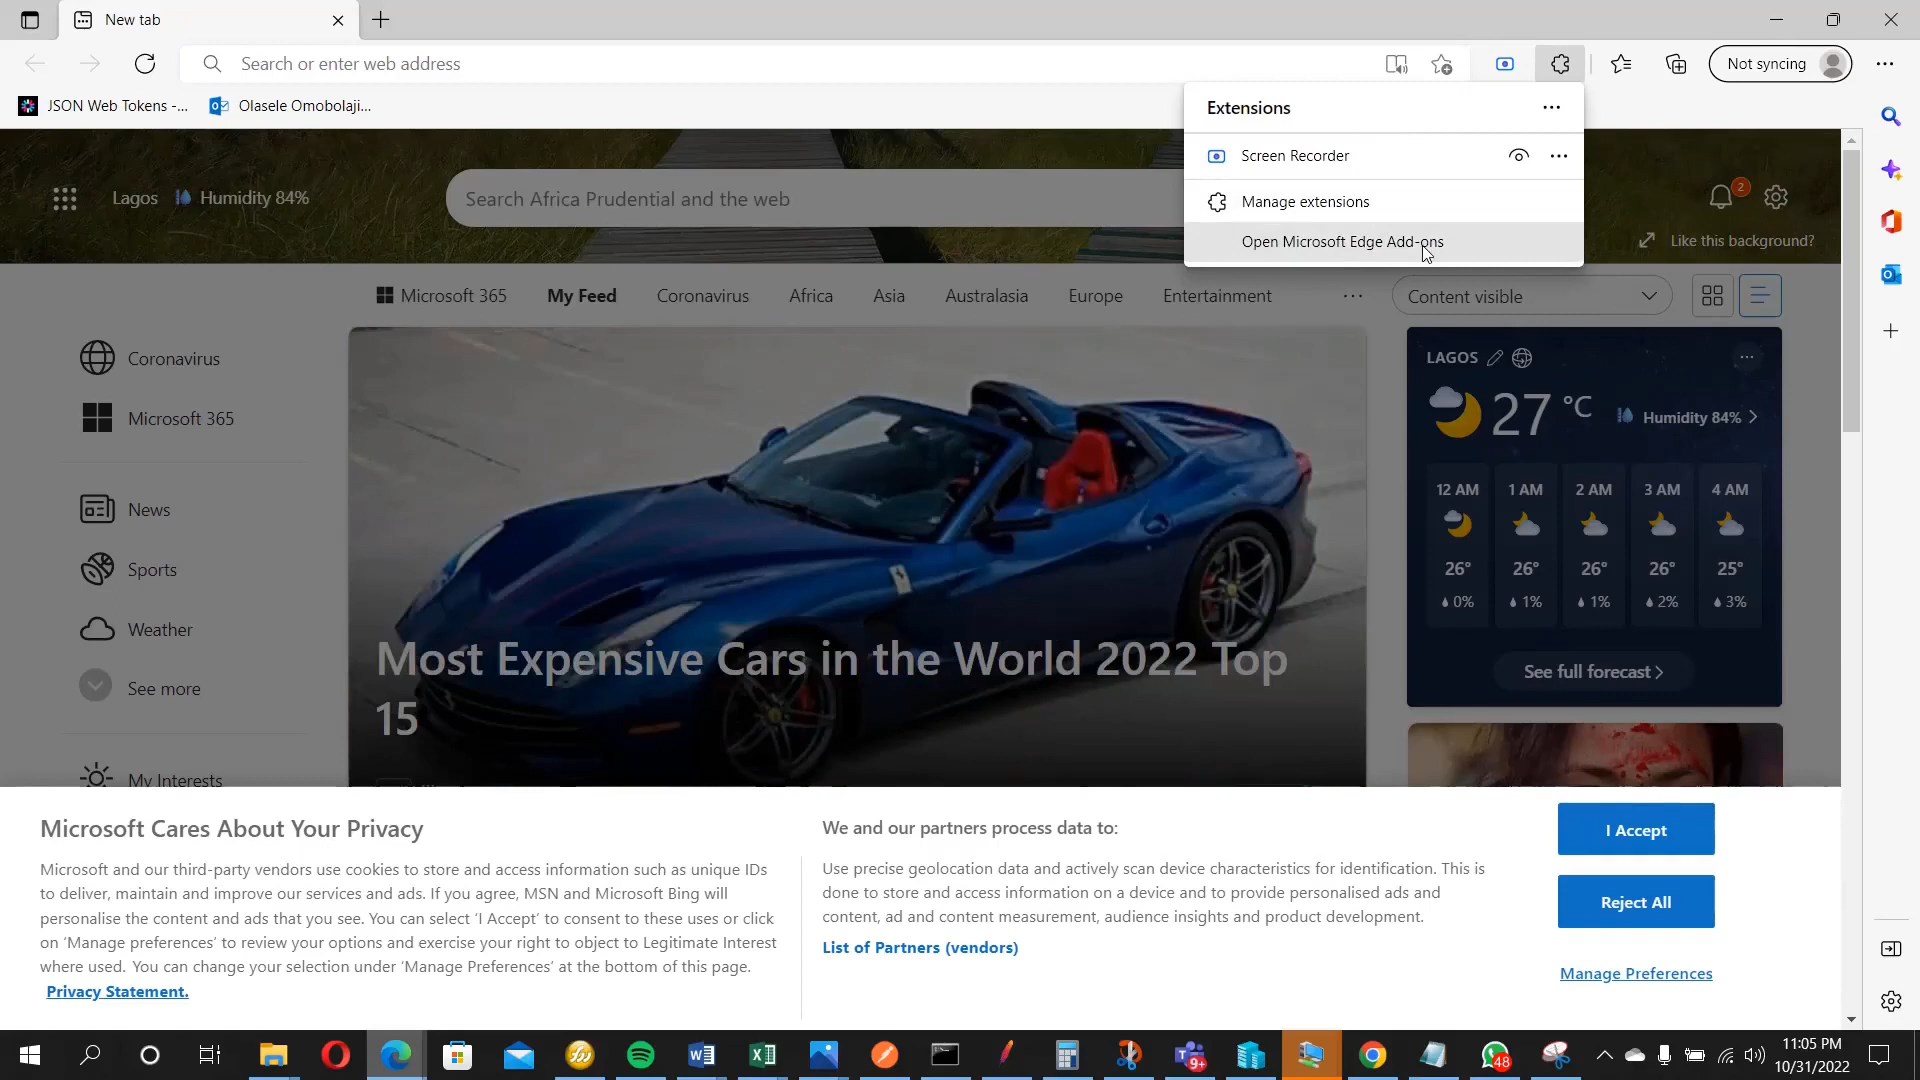 New tab
Search or enter web address
Not syncing
JSON Web Tokens -...
Olasele Omobolaji...
Extensions
Screen Recorder
Manage extensions
Open Microsoft Edge Add-ons
Lagos
Humidity 84%
Search Africa Prudential and the web
2
Like this background?
Microsoft 365
My Feed
Coronavirus
Africa
Asia
Australasia
Europe
Entertainment
Content visible
Coronavirus
Microsoft 365
News
Sports
Weather
See more
My Interests
Most Expensive Cars in the World 2022 Top
15
LAGOS
27 °C
Humidity 84%
12 AM 1 AM 2 AM 3 AM 4 AM
26° 26° 26° 26° 25°
0% 1% 1% 2% 3%
See full forecast
Microsoft Cares About Your Privacy
Microsoft and our third-party vendors use cookies to store and access information such as unique IDs
to deliver, maintain and improve our services and ads. If you agree, MSN and Microsoft Bing will
personalise the content and ads that you see. You can select 'I Accept' to consent to these uses or click
on 'Manage preferences' to review your options and exercise your right to object to Legitimate Interest
where used. You can change your selection under 'Manage Preferences' at the bottom of this page.
Privacy Statement.
We and our partners process data to:
Use precise geolocation data and actively scan device characteristics for identification. This is
done to store and access information on a device and to provide personalised ads and
content, ad and content measurement, audience insights and product development.
List of Partners (vendors)
I Accept
Reject All
Manage Preferences
9+
48
11:05 PM
10/31/2022